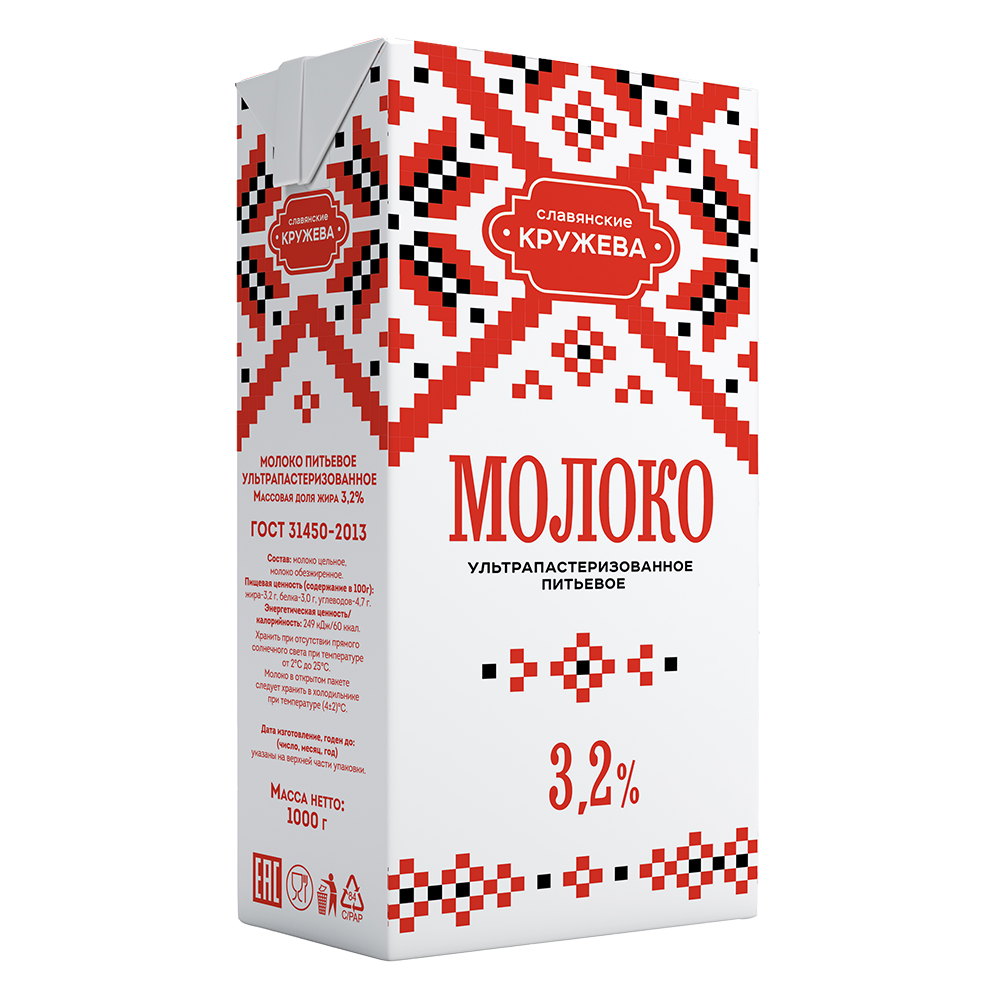 славянские
КРУЖЕВА
МОЛОКО
УЛЬТРАПАСТЕРИЗОВАННОЕ
ПИТЬЕВОЕ
3,2%
славянские
КРУЖЕВА
МОЛОКО ПИТЬЕВОЕ
УЛЬТРАПАСТЕРИЗОВАННОЕ
Массовая доля жира 3,2%
ГОСТ 31450-2013
Состав: молоко цельное,
молоко обезжиренное.
Пищевая ценность (содержание в 100г):
жира-3,2 г, белка-3,0 г, углеводов-4,7 г.
Энергетическая ценность/
калорийность: 249 кДж/60 ккал.
Хранить при отсутствии прямого
солнечного света при температуре
от 2°С до 25°С.
Молоко в открытом пакете
следует хранить в холодильнике
при температуре (4±2)°С.
Дата изготовление, годен до:
(число, месяц, год)
указаны на верхней части упаковки.
Масса нетто:
1000 г
ЕАС
84
C/PAP